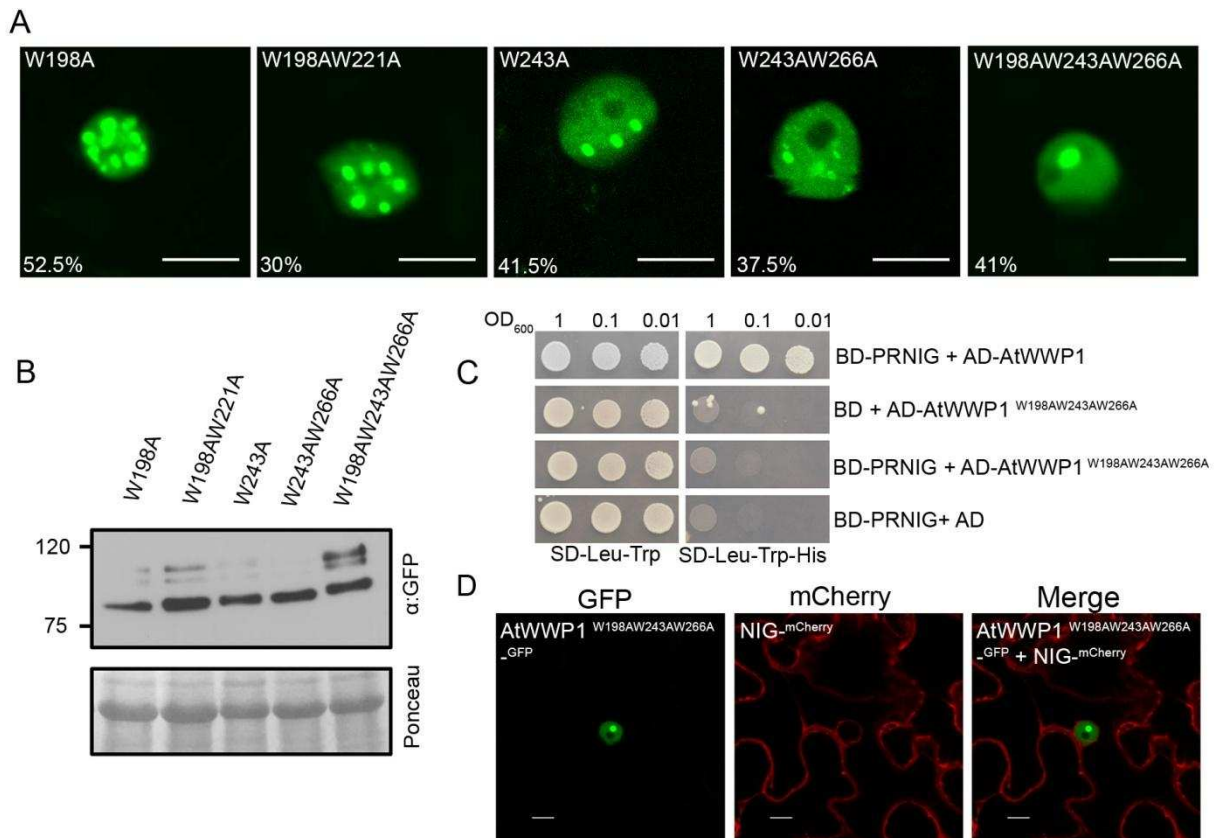 A
W198A
W198AW221A
W243A
W243AW266A
W198AW243AW266A
52.5%
30%
41.5%
37.5%
41%
B
W198A
W198AW221A
W243A
W243AW266A
W198AW243AW266A
120
75
α:GFP
Ponceau
C
OD600 1 0.1 0.01 1 0.1 0.01
BD-PRNIG + AD-AtWWP1
BD + AD-AtWWP1 W198AW243AW266A
BD-PRNIG + AD-AtWWP1 W198AW243AW266A
BD-PRNIG+ AD
SD-Leu-Trp SD-Leu-Trp-His
D
GFP
mCherry
Merge
AtWWP1 W198AW243AW266A
-GFP
NIG-mCherry
AtWWP1 W198AW243AW266A
-GFP + NIG-mCherry